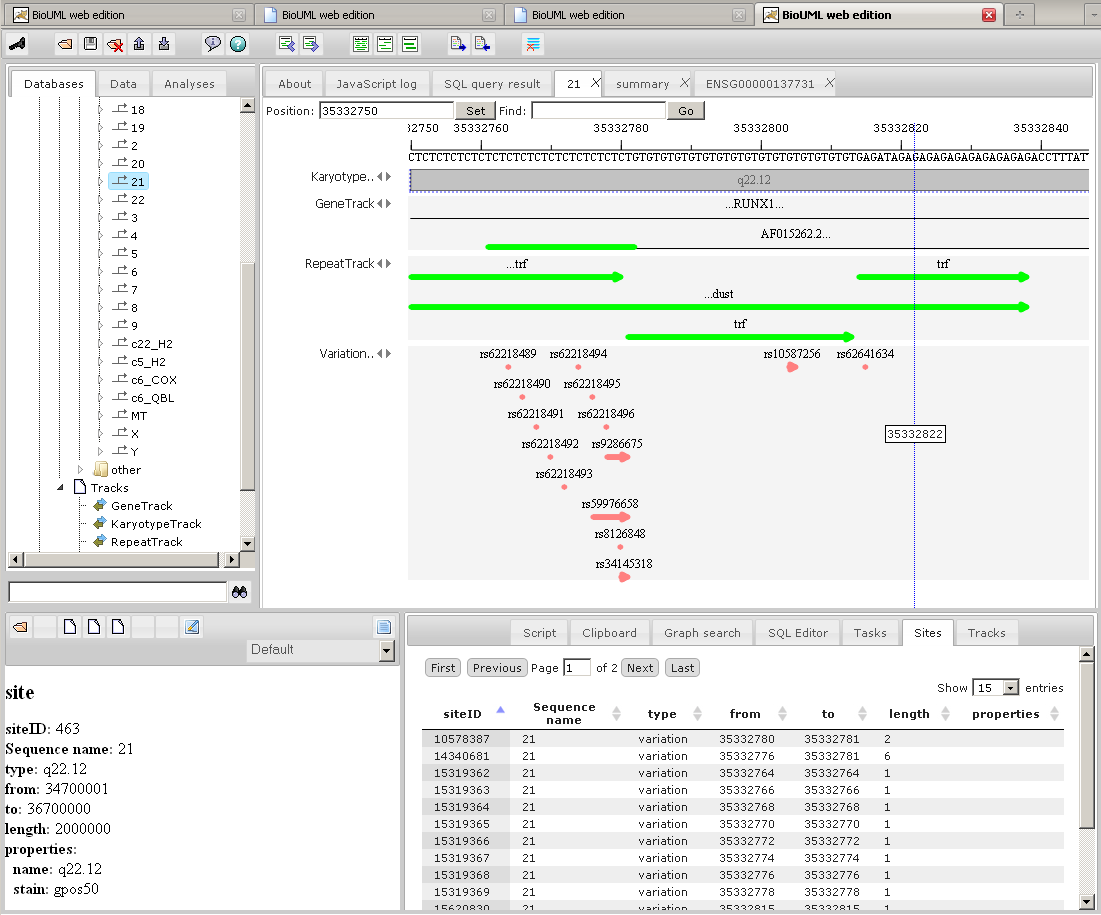 BioUML web edition BioUML web edition BioUML web edition BioUML web edition
Databases Data Analyses
About JavaScript log SQL query result 21 X summary X ENSG00000137731 X
Position: 35332750 Set Find: Go
32750 35332760 35332780 35332800 35332820 35332840
Karyotype.. q22.12
GeneTrack ...RUNX1...
AF015262.2...
RepeatTrack ...trf trf
...dust
trf
Variation.. rs62218489 rs62218494 rs10587256 rs62641634
rs62218490 rs62218495
rs62218491 rs62218496
rs62218492 rs9286675
35332822
rs62218493
rs59976658
rs8126848
rs34145318
18
19
2
20
21
22
3
4
5
6
7
8
9
c22_H2
c5_H2
c6_COX
c6_QBL
MT
X
Y
other
Tracks
GeneTrack
KaryotypeTrack
RepeatTrack
Default
site
siteID: 463
Sequence name: 21
type: q22.12
from: 34700001
to: 36700000
length: 2000000
properties:
name: q22.12
stain: gpos50
Script Clipboard Graph search SQL Editor Tasks Sites Tracks
First Previous Page 1 of 2 Next Last
Show 15 entries
siteID Sequence name type from to length properties
10578387 21 variation 35332780 35332781 2
14340681 21 variation 35332776 35332781 6
15319362 21 variation 35332764 35332764 1
15319363 21 variation 35332766 35332766 1
15319364 21 variation 35332768 35332768 1
15319365 21 variation 35332770 35332770 1
15319366 21 variation 35332772 35332772 1
15319367 21 variation 35332774 35332774 1
15319368 21 variation 35332776 35332776 1
15319369 21 variation 35332778 35332778 1
15620830 21 variation 35332815 35332815 1